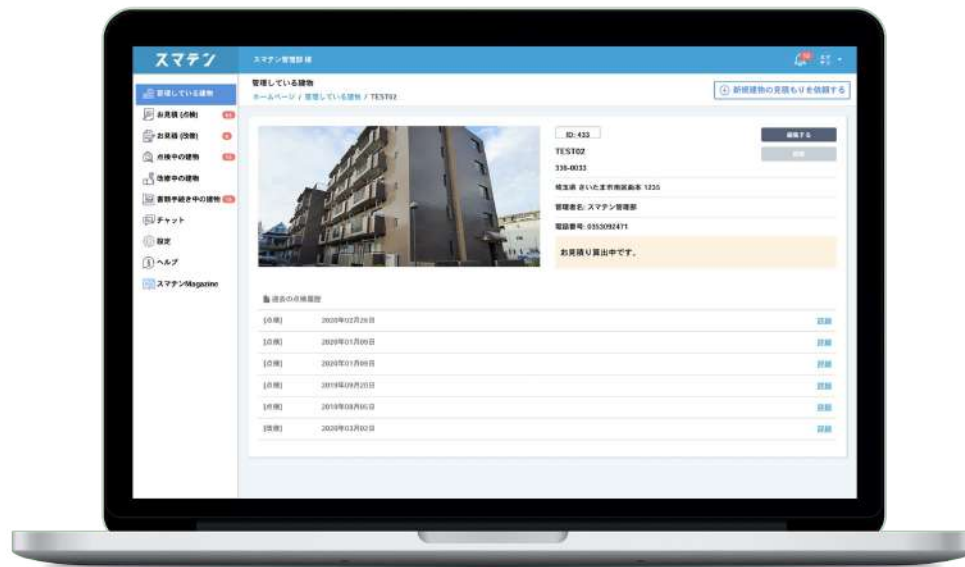 スマテン
スマテン管理部 様
管理している建物
お見積 (点検)
お見積 (改修)
点検中の建物
改修中の建物
書類手続き中の建物
チャット
設定
ヘルプ
スマテンMagazine
管理している建物
ホームページ / 管理している建物 / TEST02
新規建物の見積もりを依頼する
ID: 433
編集する
TEST02
336-0033
埼玉県 さいたま市南区曲本 1235
管理者名: スマテン管理部
電話番号: 0353092471
お見積り算出中です。
過去の点検履歴
[点検] 2020年02月26日 詳細
[点検] 2020年01月09日 詳細
[点検] 2020年01月09日 詳細
[点検] 2019年09月20日 詳細
[点検] 詳細
[改修] 2020年03月02日 詳細